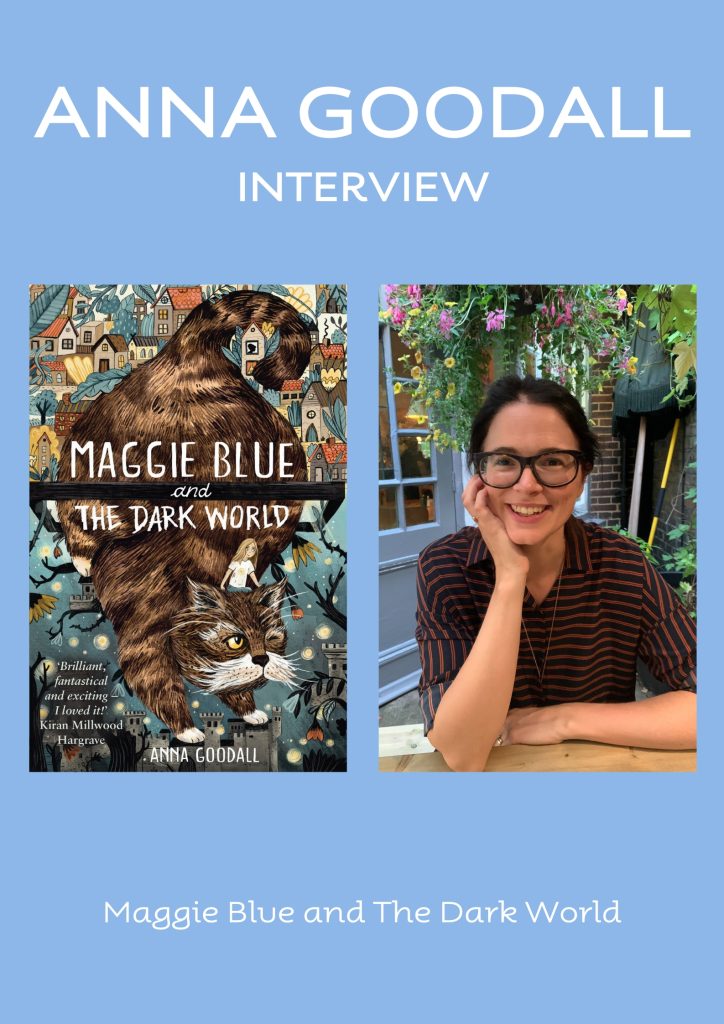 ANNA GOODALL
INTERVIEW
MAGGIE BLUE
and
THE DARK WORLD
‘Brilliant,
fantastical
and exciting –
I loved it!’
Kiran Millwood
Hargrave
ANNA GOODALL
Maggie Blue and The Dark World